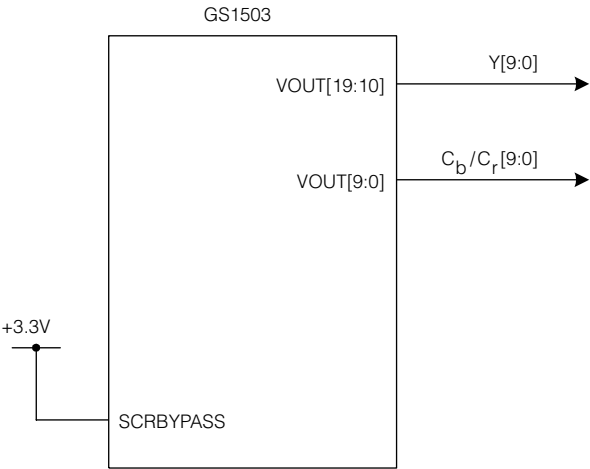 GS1503
VOUT[19:10]
Y[9:0]
VOUT[9:0]
Cb/Cr[9:0]
+3.3V
SCRBYPASS